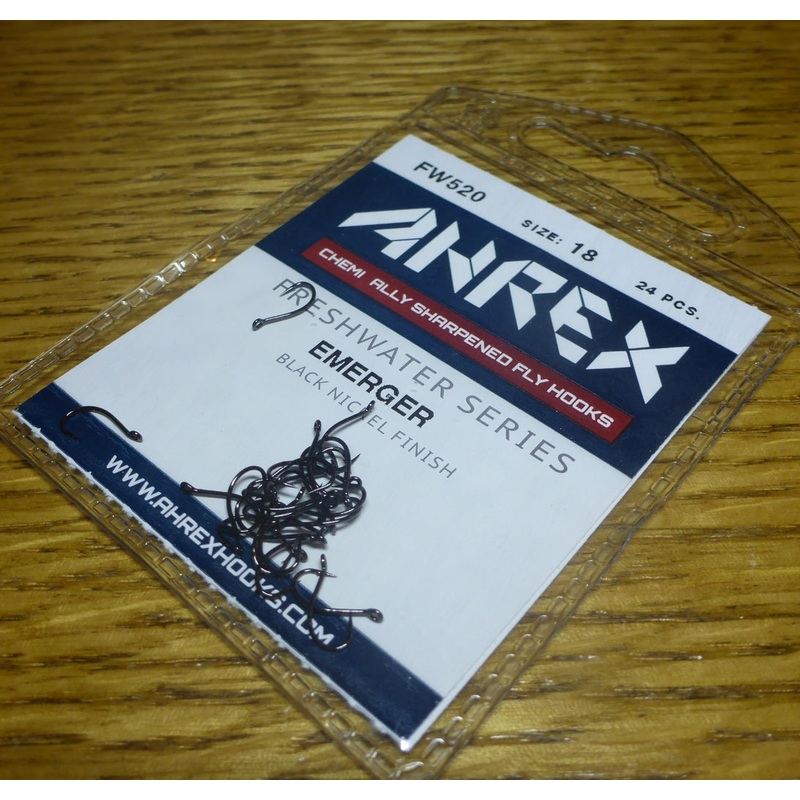 FW520 SIZE: 18 24 PCS.
AHREX
CHEMI ALLY SHARPENED FLY HOOKS
FRESHWATER SERIES
EMERGER
BLACK NICKEL FINISH
WWW.AHREXHOOKS.COM